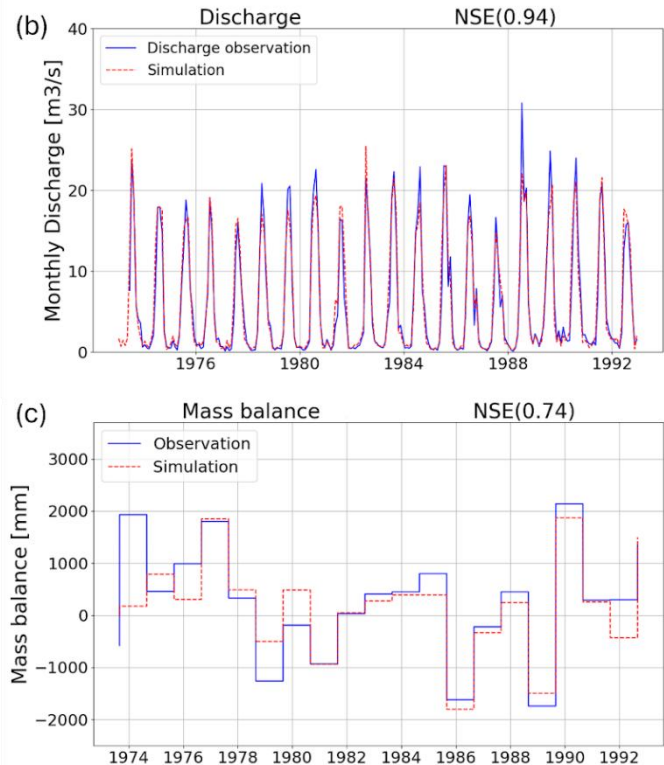 (b)
Discharge NSE(0.94)
Discharge observation
Simulation
Monthly Discharge [m3/s]
40
30
20
10
0
1976 1980 1984 1988 1992
(c)
Mass balance NSE(0.74)
Observation
Simulation
Mass balance [mm]
3000
2000
1000
0
−1000
−2000
1974 1976 1978 1980 1982 1984 1986 1988 1990 1992